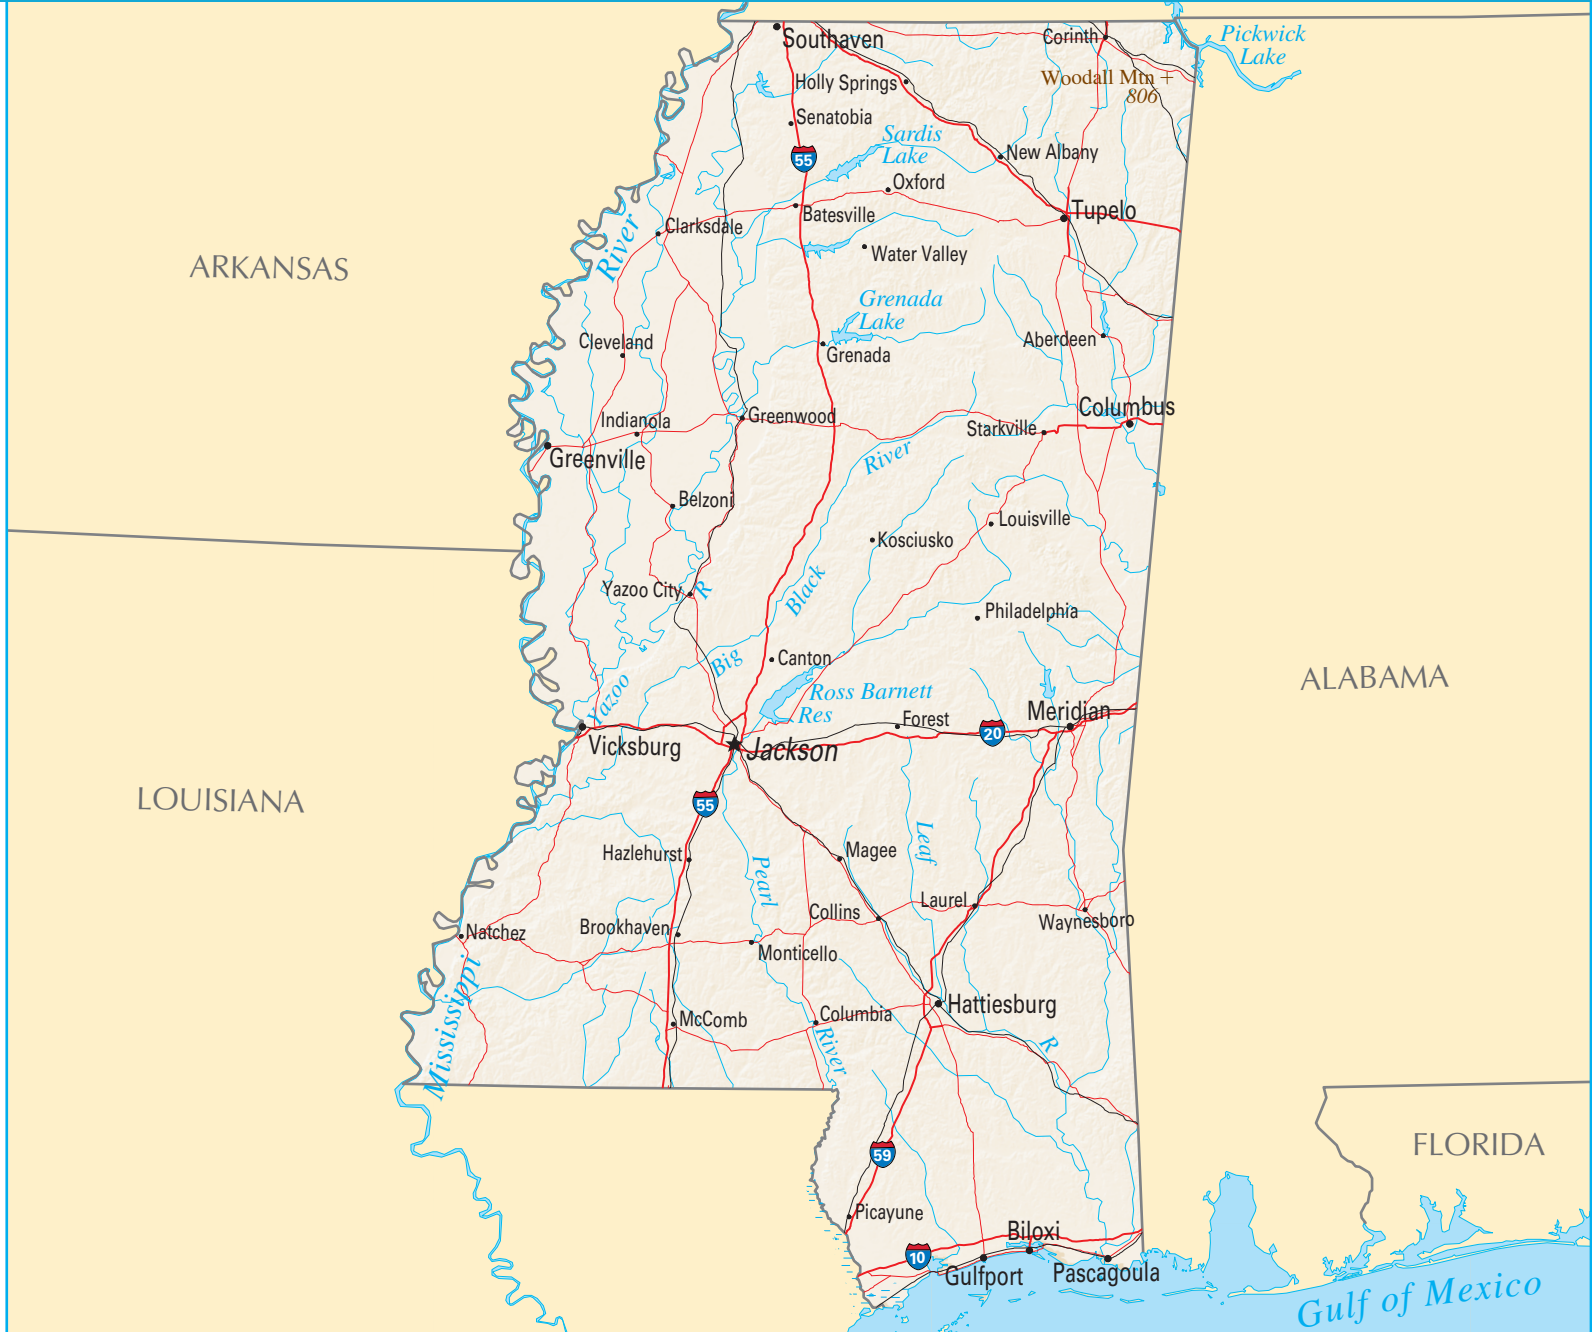 Southaven
Corinth
Pickwick
Lake
Holly Springs
Woodall Mtn +
806
Senatobia
Sardis
Lake
55
New Albany
Oxford
Batesville
Tupelo
Clarksdale
River
Water Valley
ARKANSAS
Grenada
Lake
Cleveland
Grenada
Aberdeen
Columbus
Indianola
Greenwood
Starkville
Greenville
River
Belzoni
Louisville
Kosciusko
Yazoo City
R
Black
Philadelphia
Canton
Big
Yazoo
Ross Barnett
Res
ALABAMA
Forest
Meridian
20
Vicksburg
Jackson
LOUISIANA
55
Hazlehurst
Magee
Leaf
Pearl
Collins
Laurel
Waynesboro
Brookhaven
Natchez
Monticello
Mississippi
Hattiesburg
McComb
Columbia
River
R
59
FLORIDA
Picayune
Biloxi
10
Gulfport
Pascagoula
Gulf of Mexico